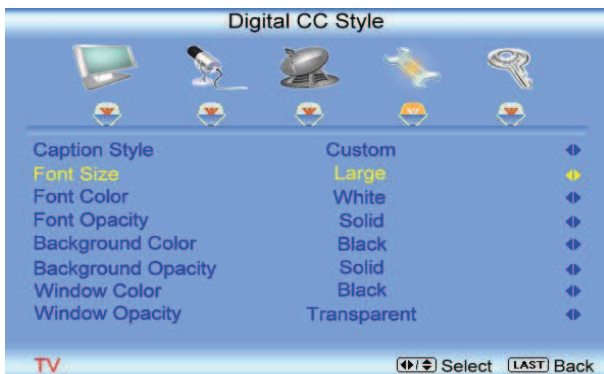 Digital CC Style
Caption Style Custom
Font Size Large
Font Color White
Font Opacity Solid
Background Color Black
Background Opacity Solid
Window Color Black
Window Opacity Transparent
TV Select LAST Back